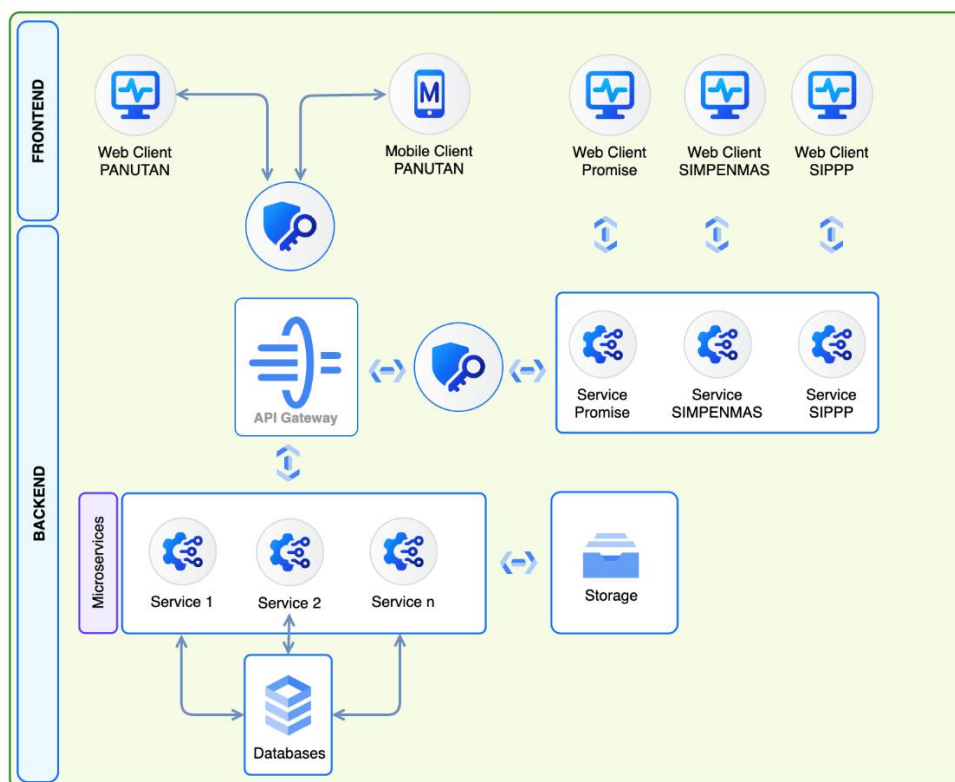 FRONTEND
Web Client
PANUTAN
M
Mobile Client
PANUTAN
Web Client
Promise
Web Client
SIMPENMAS
Web Client
SIPPP
BACKEND
API Gateway
Service
Promise
Service
SIMPENMAS
Service
SIPPP
Microservices
Service 1
Service 2
Service n
Storage
Databases